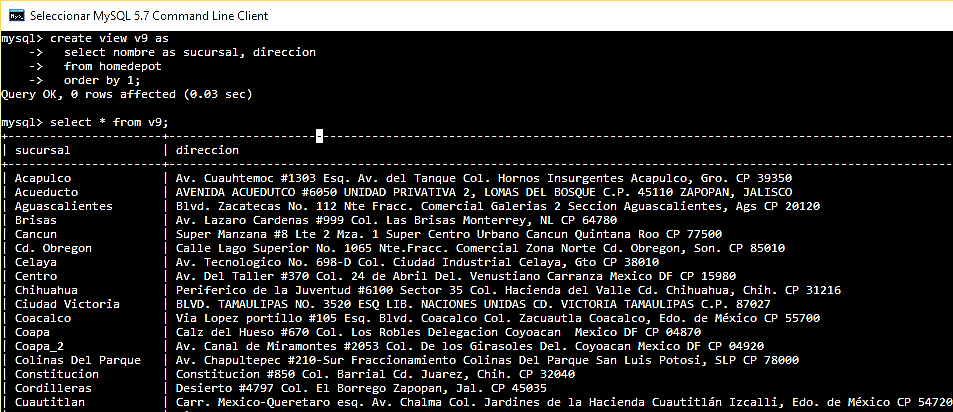 Seleccionar MySQL 5.7 Command Line Client
mysql> create view v9 as
    ->   select nombre as sucursal, direccion
    ->   from homedepot
    ->   order by 1;
Query OK, 0 rows affected (0.03 sec)
mysql> select * from v9;
| sucursal | direccion
| Acapulco | Av. Cuauhtemoc #1303 Esq. Av. del Tanque Col. Hornos Insurgentes Acapulco, Gro. CP 39350
| Acueducto | AVENIDA ACUEDUTCO #6050 UNIDAD PRIVATIVA 2, LOMAS DEL BOSQUE C.P. 45110 ZAPOPAN, JALISCO
| Aguascalientes | Blvd. Zacatecas No. 112 Nte Fracc. Comercial Galerias 2 Seccion Aguascalientes, Ags CP 20120
| Brisas | Av. Lazaro Cardenas #999 Col. Las Brisas Monterrey, NL CP 64780
| Cancun | Super Manzana #8 Lte 2 Mza. 1 Super Centro Urbano Cancun Quintana Roo CP 77500
| Cd. Obregon | Calle Lago Superior No. 1065 Nte.Fracc. Comercial Zona Norte Cd. Obregon, Son. CP 85010
| Celaya | Av. Tecnologico No. 698-D Col. Ciudad Industrial Celaya, Gto CP 38010
| Centro | Av. Del Taller #370 Col. 24 de Abril Del. Venustiano Carranza Mexico DF CP 15980
| Chihuahua | Periferico de la Juventud #6100 Sector 35 Col. Hacienda del Valle Cd. Chihuahua, Chih. CP 31216
| Ciudad Victoria | BLVD. TAMAULIPAS NO. 3520 ESQ LIB. NACIONES UNIDAS CD. VICTORIA TAMAULIPAS C.P. 87027
| Coacalco | Via Lopez portillo #105 Esq. Blvd. Coacalco Col. Zacuautla Coacalco, Edo. de México CP 55700
| Coapa | Calz del Hueso #670 Col. Los Robles Delegacion Coyoacan  Mexico DF CP 04870
| Coapa_2 | Av. Canal de Miramontes #2053 Col. De los Girasoles Del. Coyoacan Mexico DF CP 04920
| Colinas Del Parque | Av. Chapultepec #210-Sur Fraccionamiento Colinas Del Parque San Luis Potosi, SLP CP 78000
| Constitucion | Constitucion #850 Col. Barrial Cd. Juarez, Chih. CP 32040
| Cordilleras | Desierto #4797 Col. El Borrego Zapopan, Jal. CP 45035
| Cuautitlan | Carr. Mexico-Queretaro esq. Av. Chalma Col. Jardines de la Hacienda Cuautitlán Izcalli, Edo. de México CP 54720